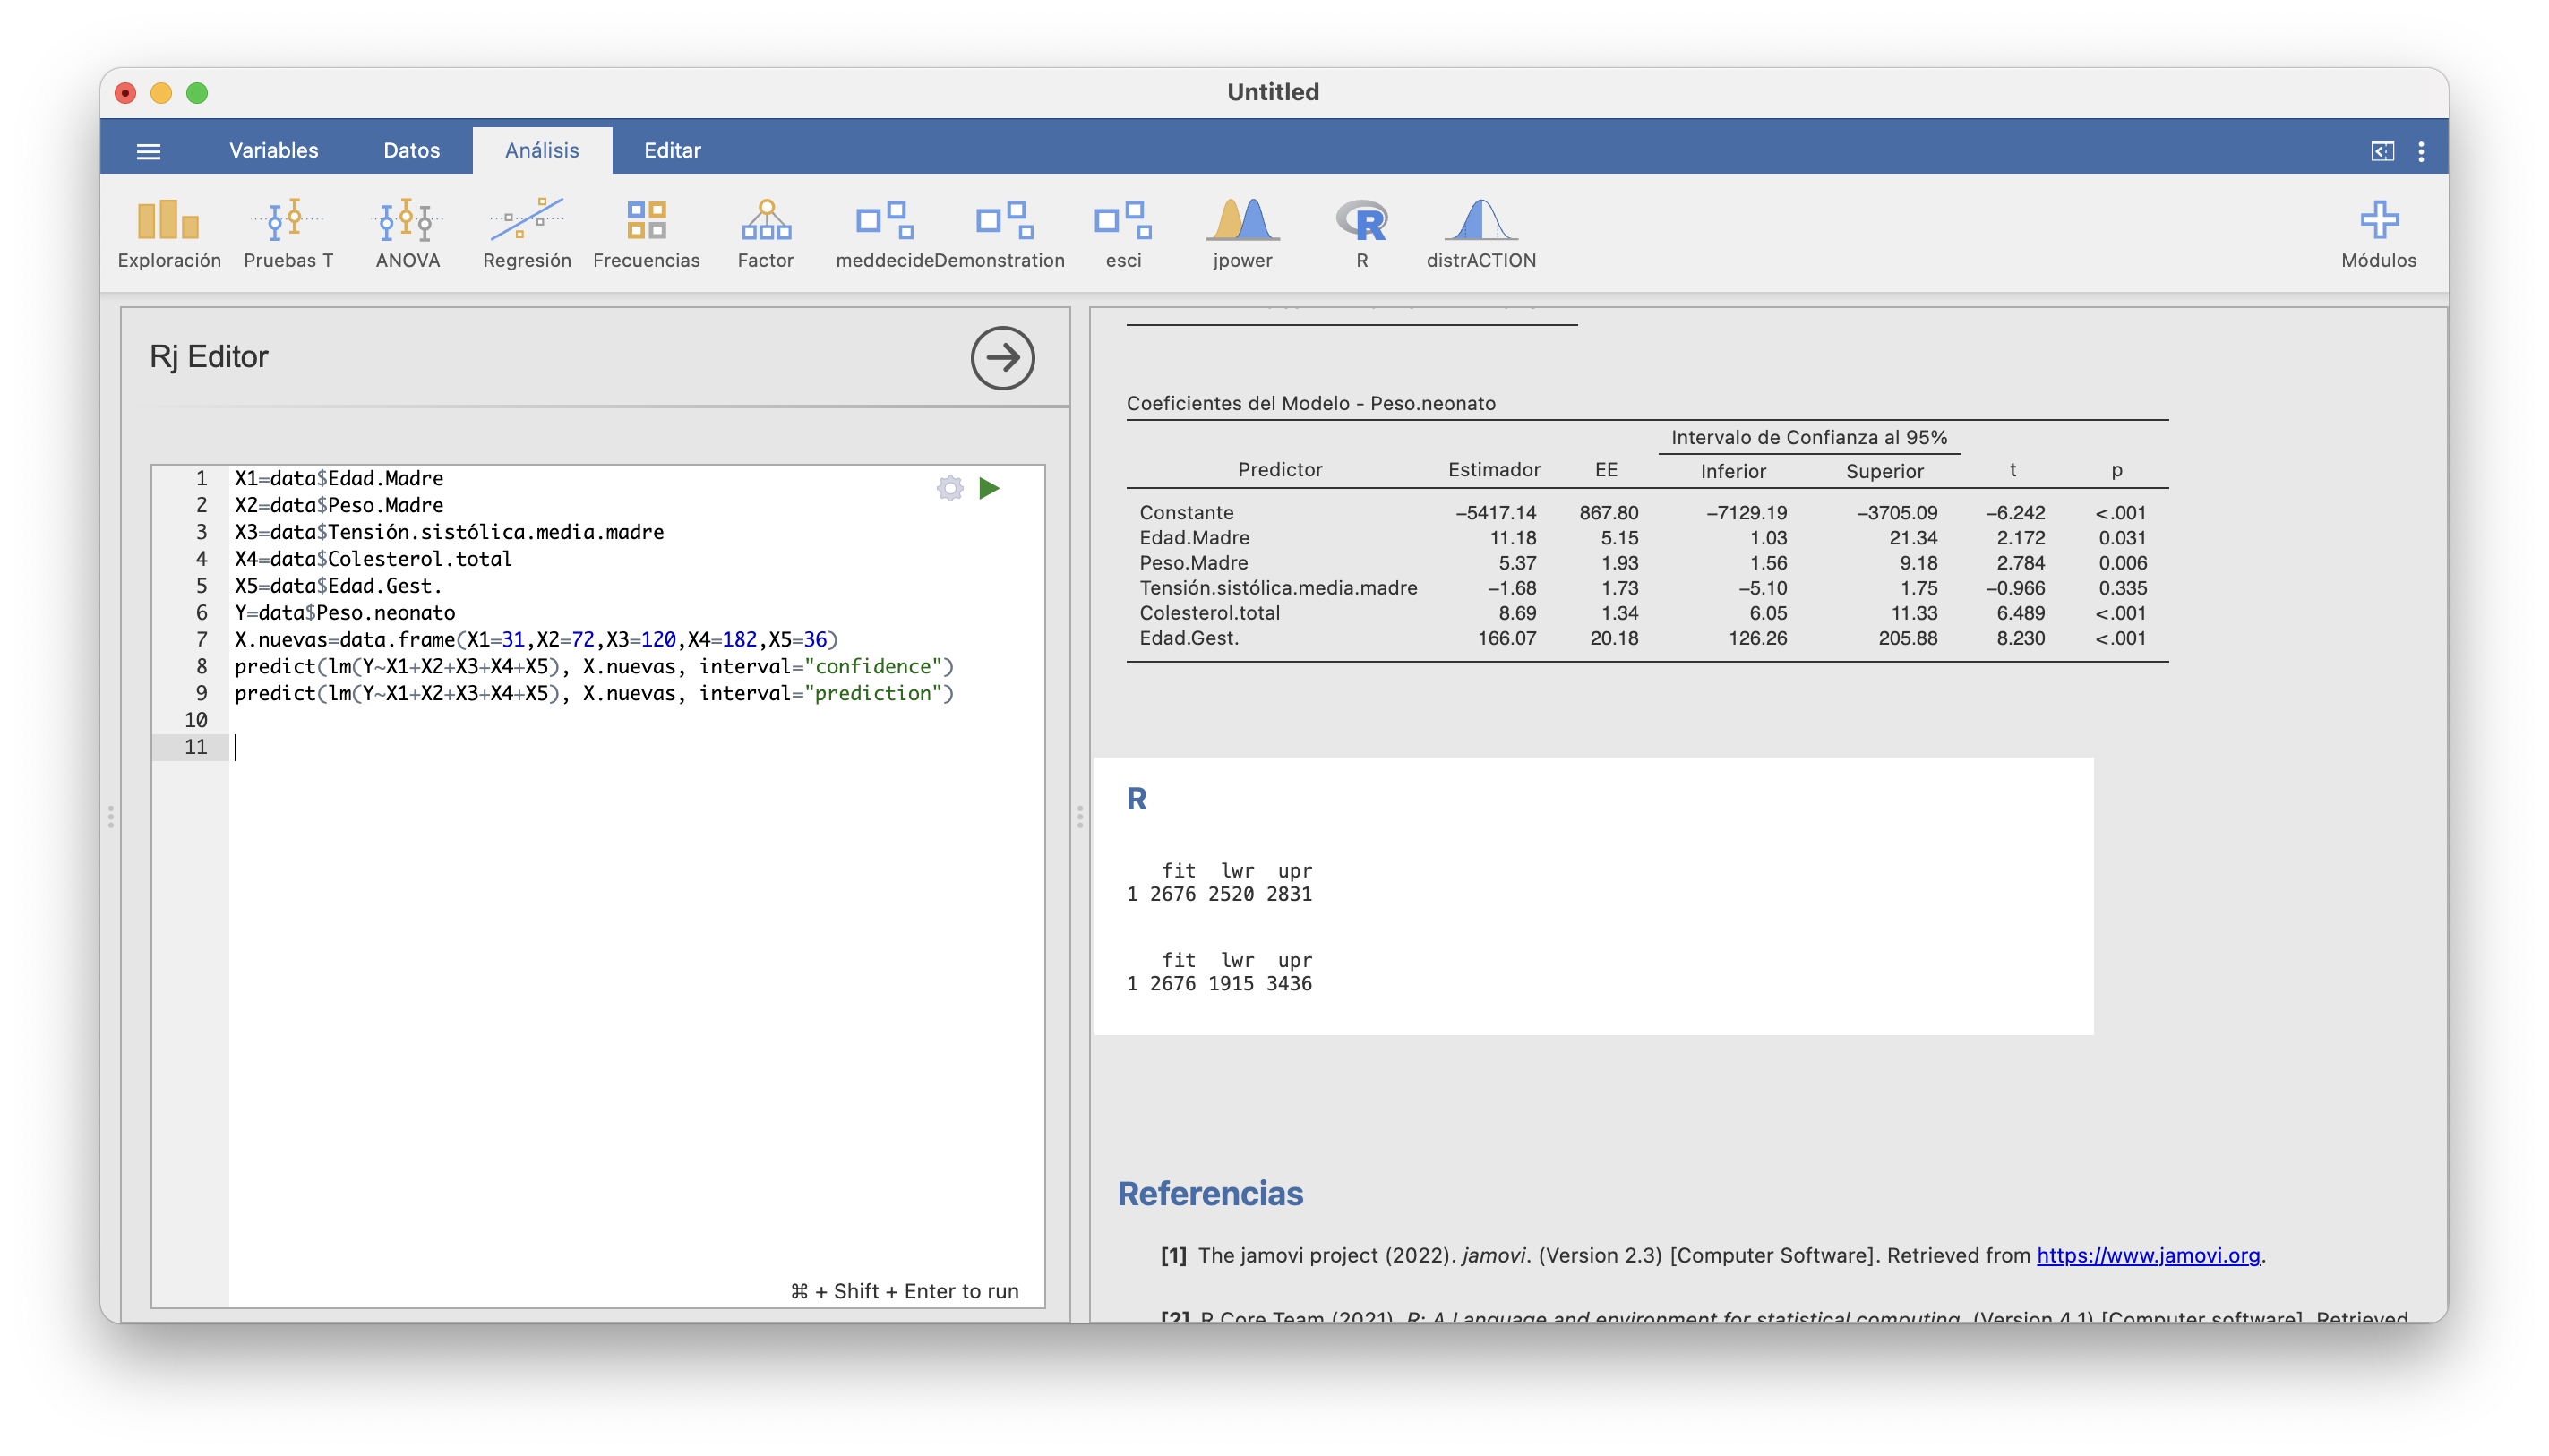 Untitled
Variables Datos Análisis Editar
Exploración Pruebas T ANOVA Regresión Frecuencias Factor meddecide Demonstration esci jpower R distrACTION Módulos
Rj Editor
1 X1=data$Edad.Madre
2 X2=data$Peso.Madre
3 X3=data$Tensión.sistólica.media.madre
4 X4=data$Colesterol.total
5 X5=data$Edad.Gest.
6 Y=data$Peso.neonato
7 X.nuevas=data.frame(X1=31,X2=72,X3=120,X4=182,X5=36)
8 predict(lm(Y~X1+X2+X3+X4+X5), X.nuevas, interval="confidence")
9 predict(lm(Y~X1+X2+X3+X4+X5), X.nuevas, interval="prediction")
10
11
⌘ + Shift + Enter to run
Coeficientes del Modelo - Peso.neonato
Intervalo de Confianza al 95%
Predictor Estimador EE Inferior Superior t p
Constante −5417.14 867.80 −7129.19 −3705.09 −6.242 <.001
Edad.Madre 11.18 5.15 1.03 21.34 2.172 0.031
Peso.Madre 5.37 1.93 1.56 9.18 2.784 0.006
Tensión.sistólica.media.madre −1.68 1.73 −5.10 1.75 −0.966 0.335
Colesterol.total 8.69 1.34 6.05 11.33 6.489 <.001
Edad.Gest. 166.07 20.18 126.26 205.88 8.230 <.001
R
fit lwr upr
1 2676 2520 2831
fit lwr upr
1 2676 1915 3436
Referencias
[1] The jamovi project (2022). jamovi. (Version 2.3) [Computer Software]. Retrieved from https://www.jamovi.org.
[2] R Core Team (2021). R: A Language and environment for statistical computing. (Version 4.1) [Computer software]. Retrieved